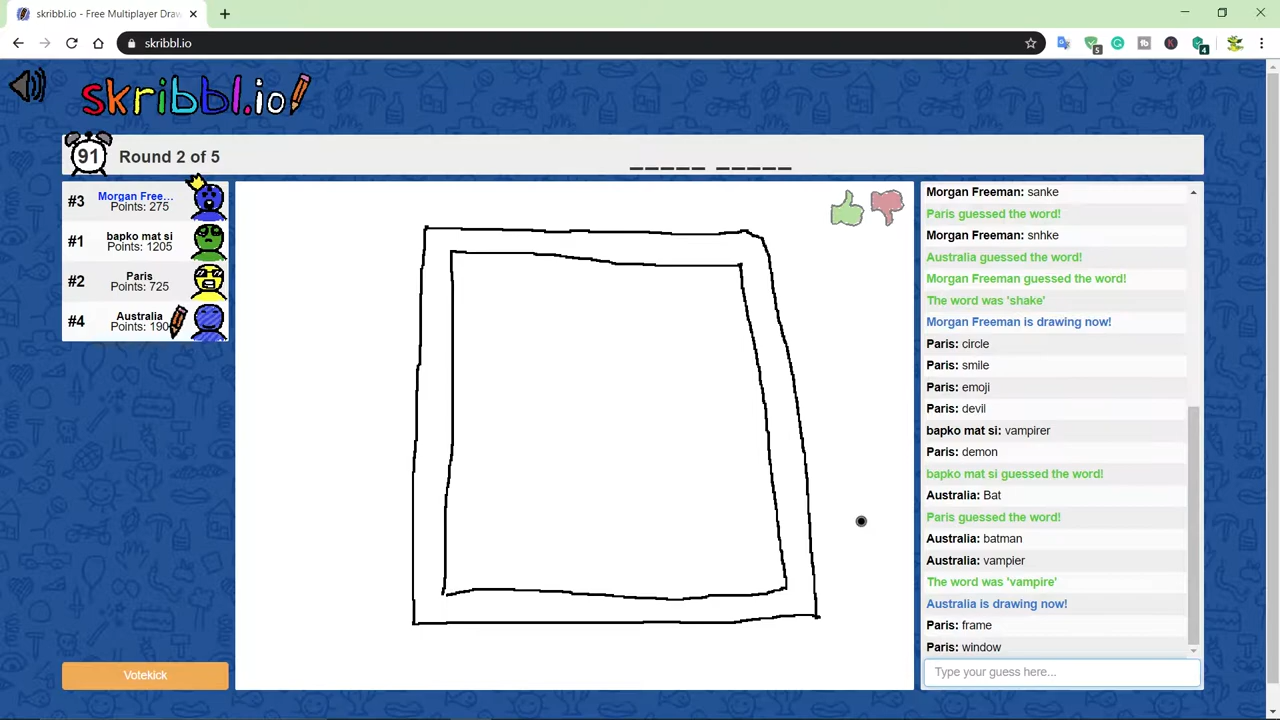 skribbl.io - Free Multiplayer Draw
skribbl.io
5
4
skribbl.io
91
Round 2 of 5
_____ _____
#3
Morgan Free...
Points: 275
#1
bapko mat si
Points: 1205
#2
Paris
Points: 725
#4
Australia
Points: 190
Votekick
Morgan Freeman: sanke
Paris guessed the word!
Morgan Freeman: snhke
Australia guessed the word!
Morgan Freeman guessed the word!
The word was 'shake'
Morgan Freeman is drawing now!
Paris: circle
Paris: smile
Paris: emoji
Paris: devil
bapko mat si: vampirer
Paris: demon
bapko mat si guessed the word!
Australia: Bat
Paris guessed the word!
Australia: batman
Australia: vampier
The word was 'vampire'
Australia is drawing now!
Paris: frame
Paris: window
Type your guess here...